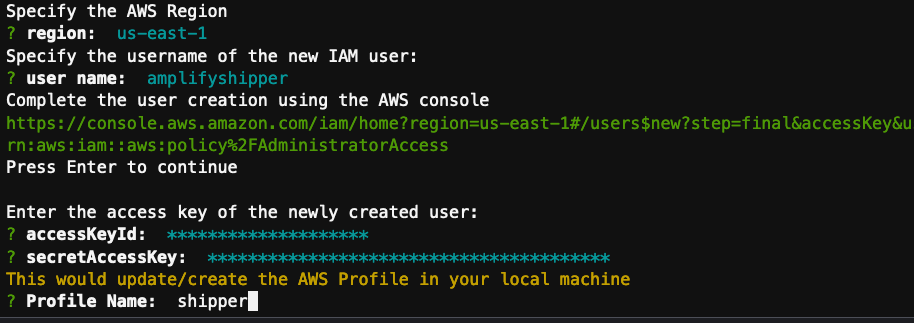 Specify the AWS Region
? region:  us-east-1
Specify the username of the new IAM user:
? user name:  amplifyshipper
Complete the user creation using the AWS console
https://console.aws.amazon.com/iam/home?region=us-east-1#/users$new?step=final&accessKey&u
rn:aws:iam::aws:policy%2FAdministratorAccess
Press Enter to continue

Enter the access key of the newly created user:
? accessKeyId:  ********************
? secretAccessKey:  ****************************************
This would update/create the AWS Profile in your local machine
? Profile Name:  shipper